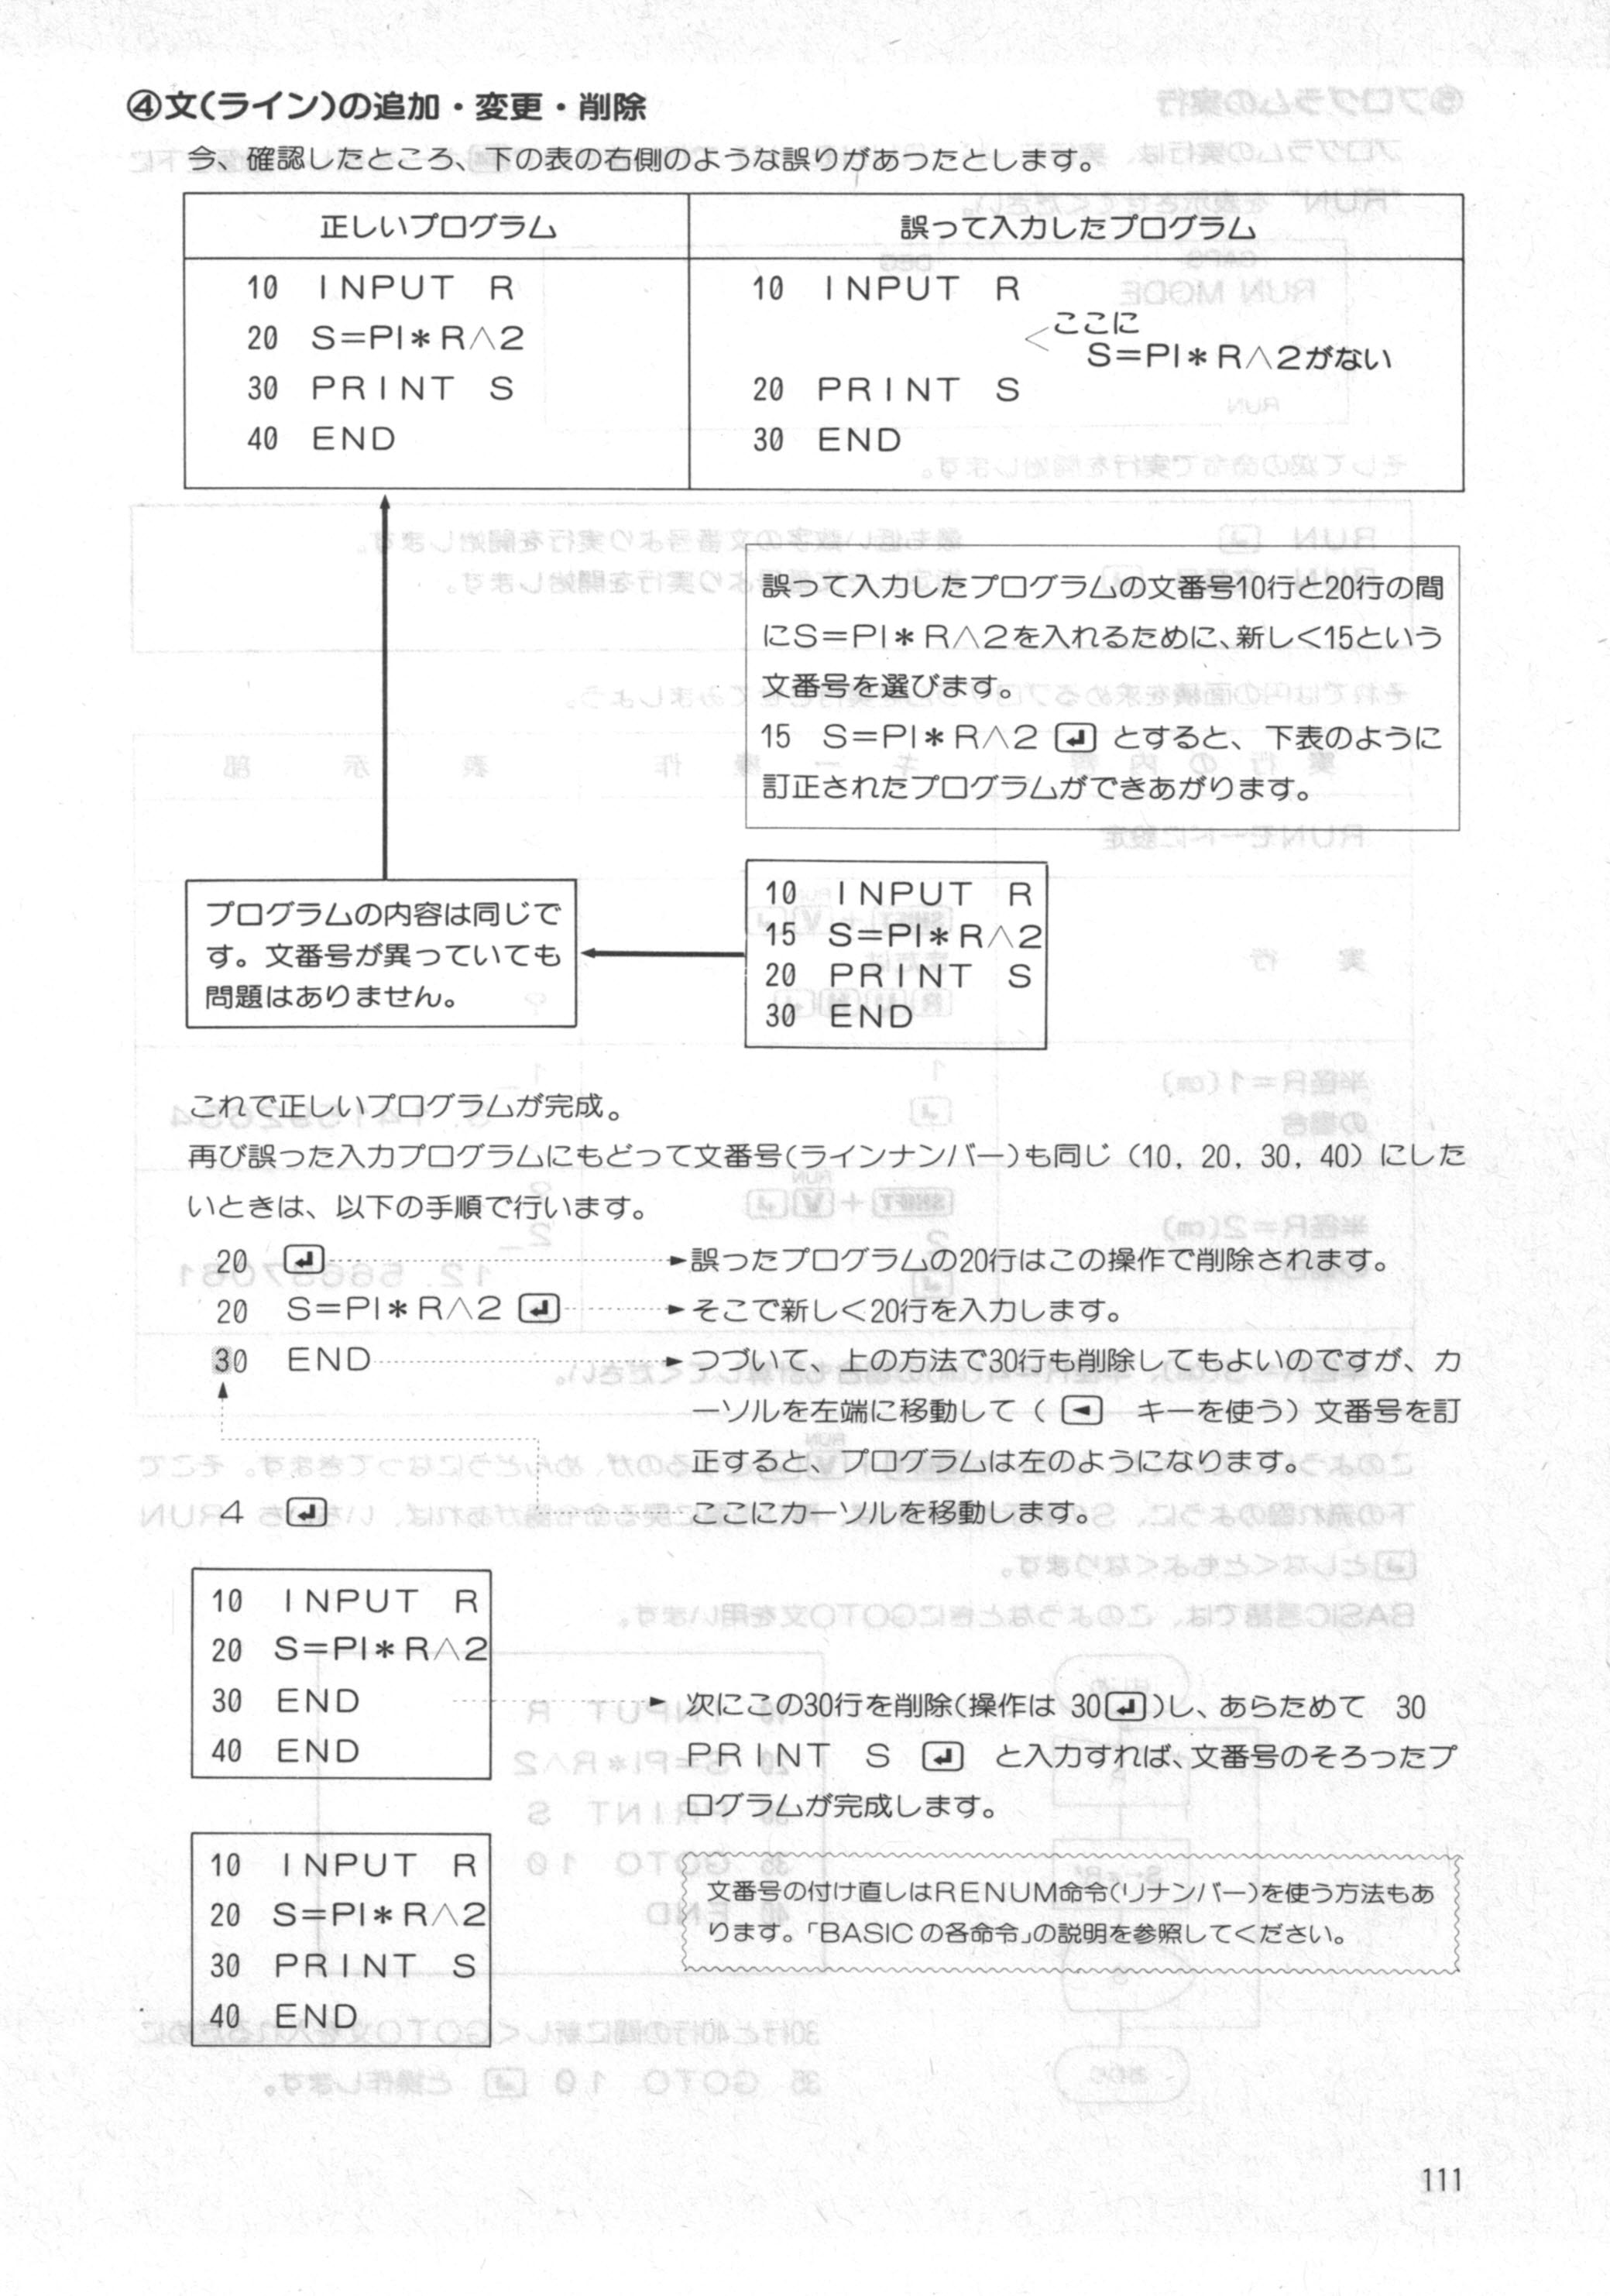 ④文(ライン)の追加・変更・削除
今、確認したところ、下の表の右側のような誤りがあったとします。
正しいプログラム
10 INPUT R
20 S=PI*R∧2
30 PRINT S
40 END
誤って入力したプログラム
10 INPUT R
<ここに
S=PI*R∧2がない
20 PRINT S
30 END
誤って入力したプログラムの文番号10行と20行の間
にS=PI*R∧2を入れるために、新しく15という
文番号を選びます。
15 S=PI*R∧2 ↵ とすると、下表のように
訂正されたプログラムができあがります。
プログラムの内容は同じで
す。文番号が異っていても
問題はありません。
10 INPUT R
15 S=PI*R∧2
20 PRINT S
30 END
これで正しいプログラムが完成。
再び誤った入力プログラムにもどって文番号(ラインナンバー)も同じ(10, 20, 30, 40)にした
いときは、以下の手順で行います。
20 ↵ 誤ったプログラムの20行はこの操作で削除されます。
20 S=PI*R∧2 ↵ そこで新しく20行を入力します。
30 END つづいて、上の方法で30行も削除してもよいのですが、カ
ーソルを左端に移動して( ◄ キーを使う)文番号を訂
正すると、プログラムは左のようになります。
4 ↵ ここにカーソルを移動します。
10 INPUT R
20 S=PI*R∧2
30 END
40 END
次にこの30行を削除(操作は 30↵)し、あらためて 30
PRINT S ↵ と入力すれば、文番号のそろったプ
ログラムが完成します。
10 INPUT R
20 S=PI*R∧2
30 PRINT S
40 END
文番号の付け直しはRENUM命令(リナンバー)を使う方法もあ
ります。「BASICの各命令」の説明を参照してください。
111